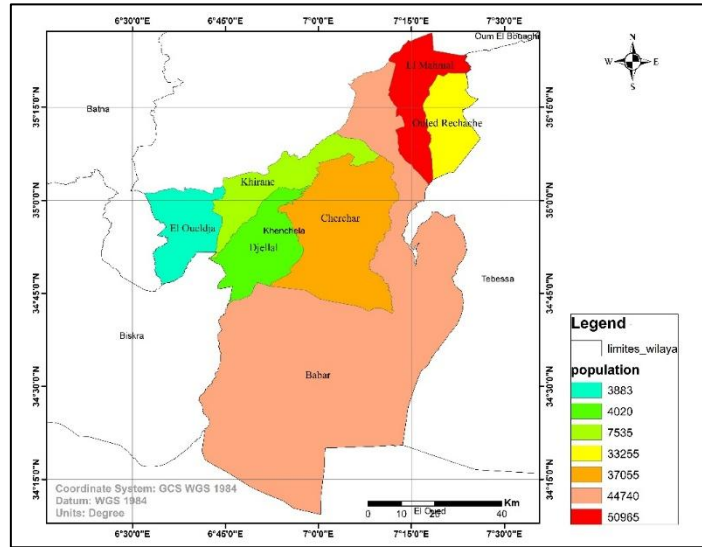 6°30'0"E
6°45'0"E
7°0'0"E
7°15'0"E
7°30'0"E
Oum El Bouaghi
N
W
E
S
El Mahmal
35°15'0"N
35°15'0"N
Batna
Ouled Rechache
35°0'0"N
35°0'0"N
Khirane
El Oueldja
Khenchela
Cherchar
Djellal
Tebessa
34°45'0"N
34°45'0"N
Biskra
Babar
34°30'0"N
34°30'0"N
34°15'0"N
34°15'0"N
Legend
limites_wilaya
population
3883
4020
7535
33255
37055
44740
50965
Coordinate System: GCS WGS 1984
Datum: WGS 1984
Units: Degree
Km
0 10 20 40
El Oued
6°30'0"E
6°45'0"E
7°0'0"E
7°15'0"E
7°30'0"E